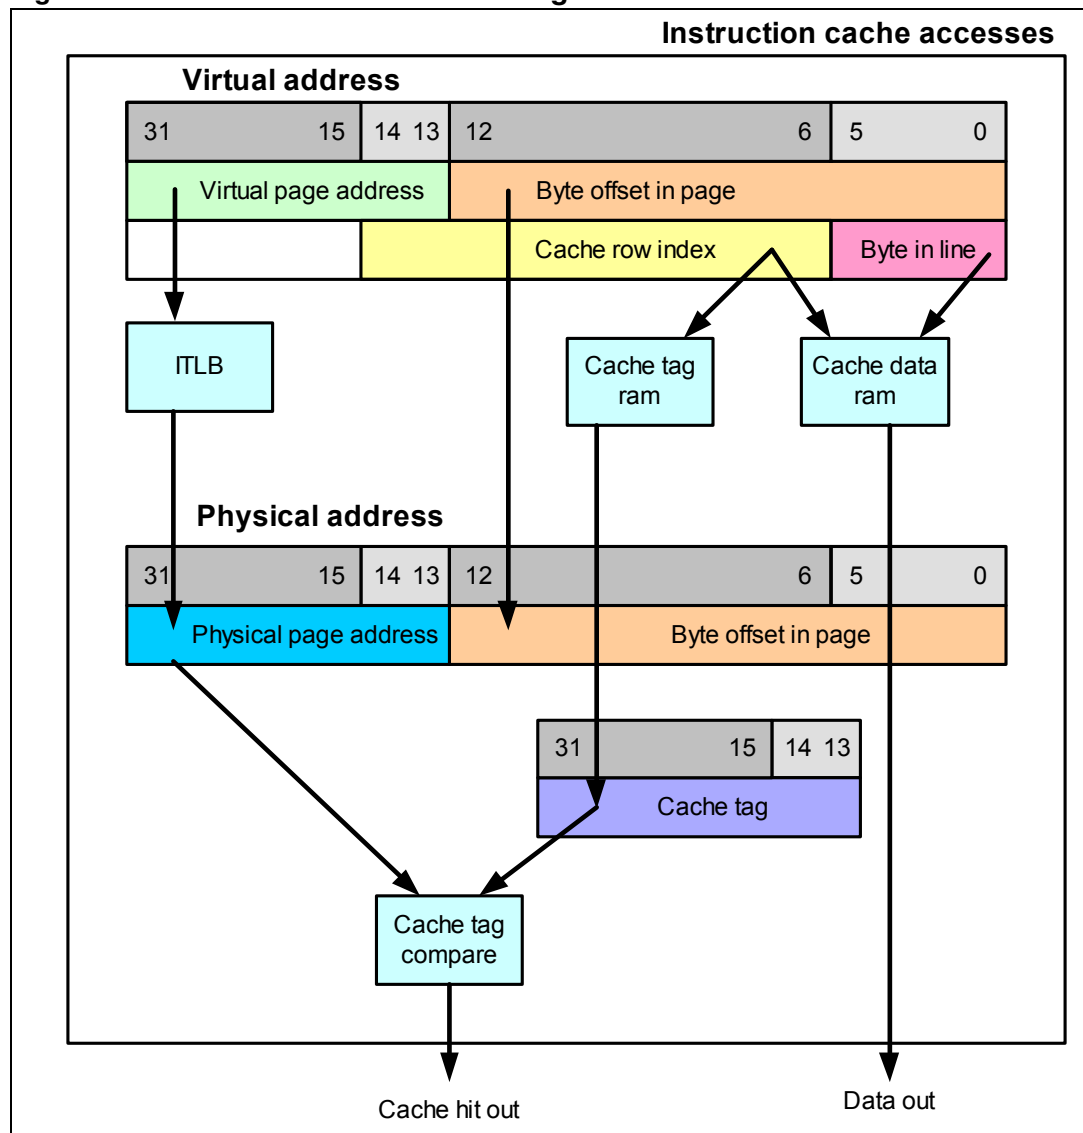 Instruction cache accesses
Virtual address
31 15 14 13 12 6 5 0
Virtual page address Byte offset in page
Cache row index Byte in line
ITLB
Cache tag
ram
Cache data
ram
Physical address
31 15 14 13 12 6 5 0
Physical page address Byte offset in page
31 15 14 13
Cache tag
Cache tag
compare
Cache hit out
Data out